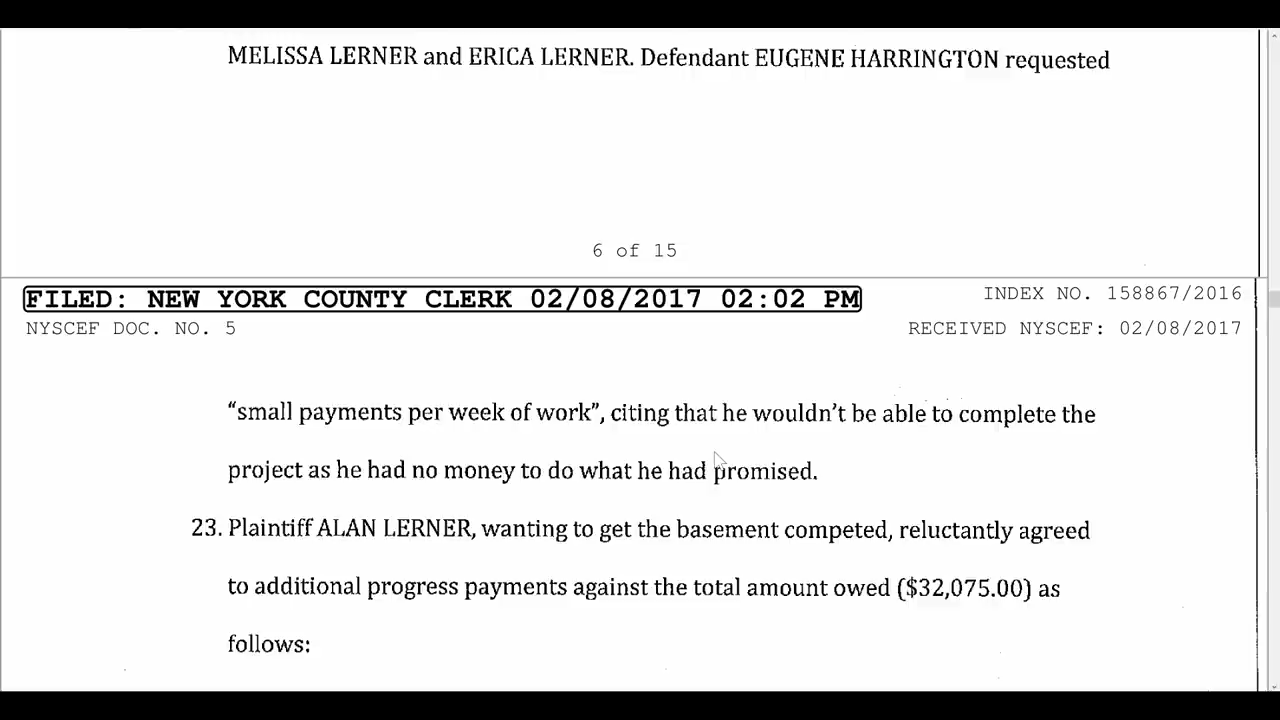 MELISSA LERNER and ERICA LERNER. Defendant EUGENE HARRINGTON requested
6 of 15
FILED: NEW YORK COUNTY CLERK 02/08/2017 02:02 PM
INDEX NO. 158867/2016
NYSCEF DOC. NO. 5
RECEIVED NYSCEF: 02/08/2017
“small payments per week of work”, citing that he wouldn’t be able to complete the
project as he had no money to do what he had promised.
23. Plaintiff ALAN LERNER, wanting to get the basement competed, reluctantly agreed
to additional progress payments against the total amount owed ($32,075.00) as
follows: